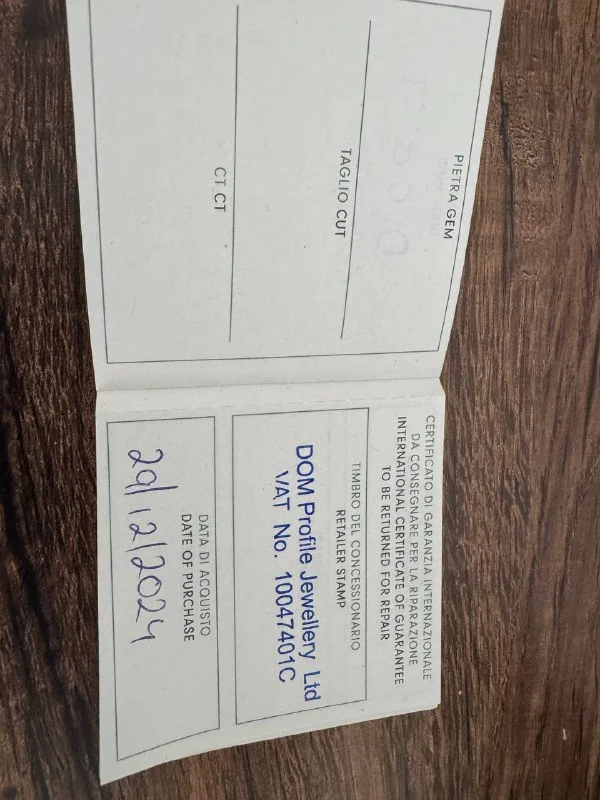 PIETRA GEM
TAGLIO CUT
CT CT
CERTIFICATO DI GARANZIA INTERNAZIONALE
DA CONSEGNARE PER LA RIPARAZIONE
INTERNATIONAL CERTIFICATE OF GUARANTEE
TO BE RETURNED FOR REPAIR
TIMBRO DEL CONCESSIONARIO
RETAILER STAMP
DOM Profile Jewellery Ltd
VAT No. 10047401C
DATA DI ACQUISTO
DATE OF PURCHASE
29/12/2024